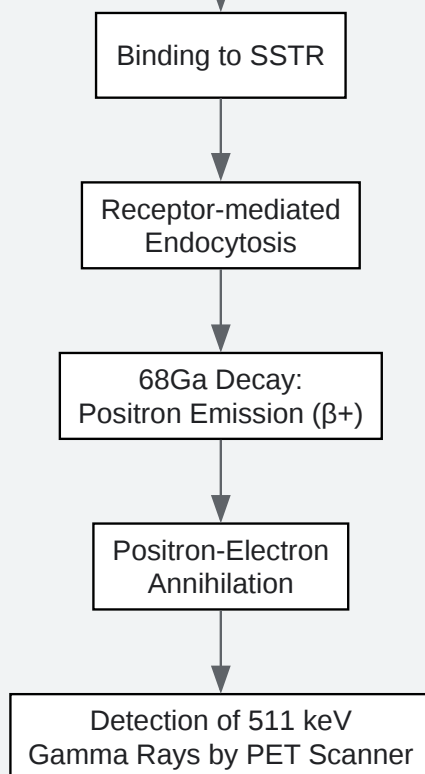 Binding to SSTR
Receptor-mediated
Endocytosis
68Ga Decay:
Positron Emission (β+)
Positron-Electron
Annihilation
Detection of 511 keV
Gamma Rays by PET Scanner